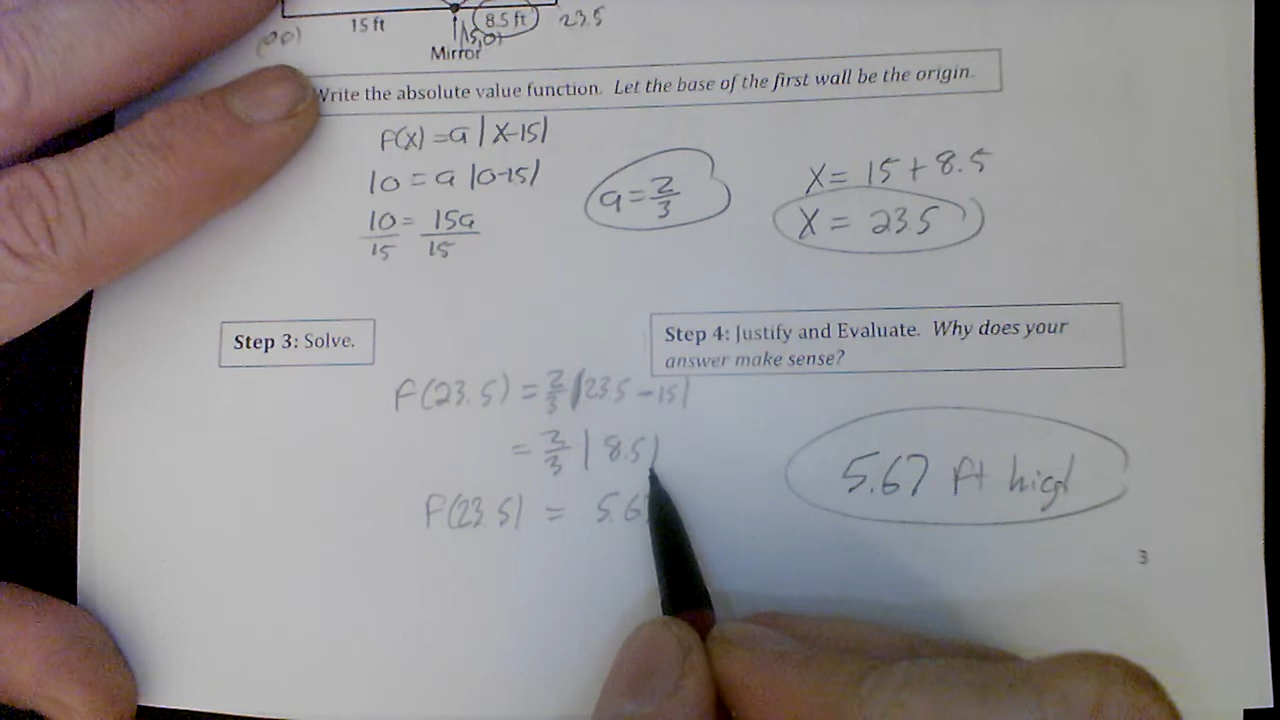 15 ft
8.5 ft
23.5
(00)
(15,0)
Mirror
Write the absolute value function. Let the base of the first wall be the origin.
F(X) = a |X-15|
10 = a |0-15|
10 = 15a
15 15
a = 2/3
X = 15 + 8.5
X = 23.5
Step 3: Solve.
Step 4: Justify and Evaluate. Why does your
answer make sense?
F(23.5) = 2/3 |23.5 - 15|
= 2/3 | 8.5|
F(23.5) = 5.67
5.67 ft high
3